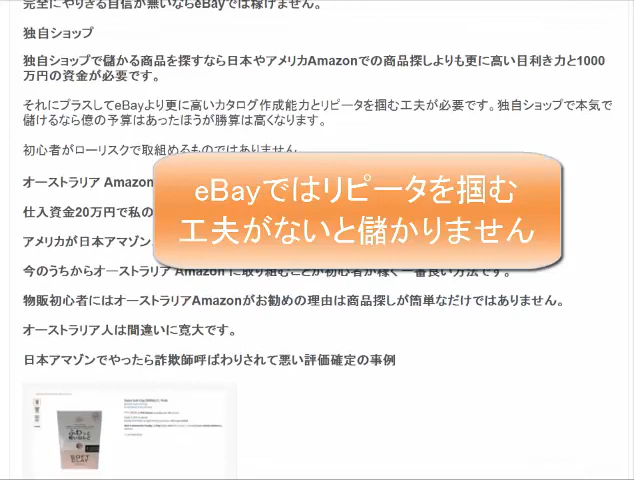 完全にやりきる自信が無いならeBayでは稼げません。
独自ショップ
独自ショップで儲かる商品を探すなら日本やアメリカAmazonでの商品探しよりも更に高い目利き力と1000
万円の資金が必要です。
それにプラスしてeBayより更に高いカタログ作成能力とリピータを掴む工夫が必要です。独自ショップで本気で
儲けるなら億の予算はあったほうが勝算は高くなります。
初心者がローリスクで取組めるものではありません
オーストラリア Amazon
仕入資金20万円で私の
アメリカが日本アマゾン
eBayではリピータを掴む
工夫がないと儲かりません
今のうちからオーストラリア Amazon に取り組むことが初心者が稼ぐ一番良い方法です。
物販初心者にはオーストラリアAmazonがお勧めの理由は商品探しが簡単なだけではありません。
オーストラリア人は間違いに寛大です。
日本アマゾンでやったら詐欺師呼ばわりされて悪い評価確定の事例
SOFT
CLAY